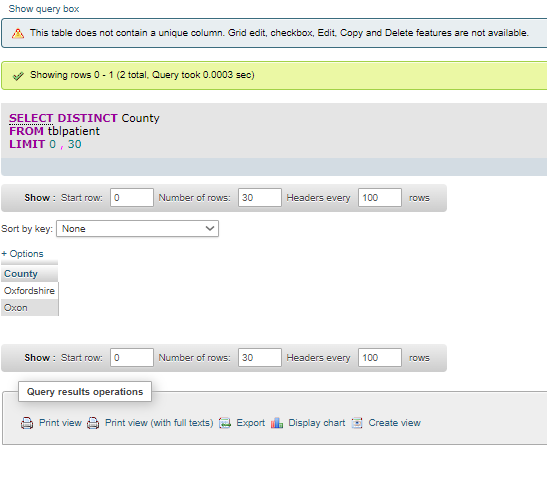 Show query box
This table does not contain a unique column. Grid edit, checkbox, Edit, Copy and Delete features are not available.
Showing rows 0 - 1 (2 total, Query took 0.0003 sec)
SELECT DISTINCT County
FROM tblpatient
LIMIT 0 , 30
Show : Start row: 0 Number of rows: 30 Headers every 100 rows
Sort by key: None
+ Options
County
Oxfordshire
Oxon
Show : Start row: 0 Number of rows: 30 Headers every 100 rows
Query results operations
Print view Print view (with full texts) Export Display chart Create view